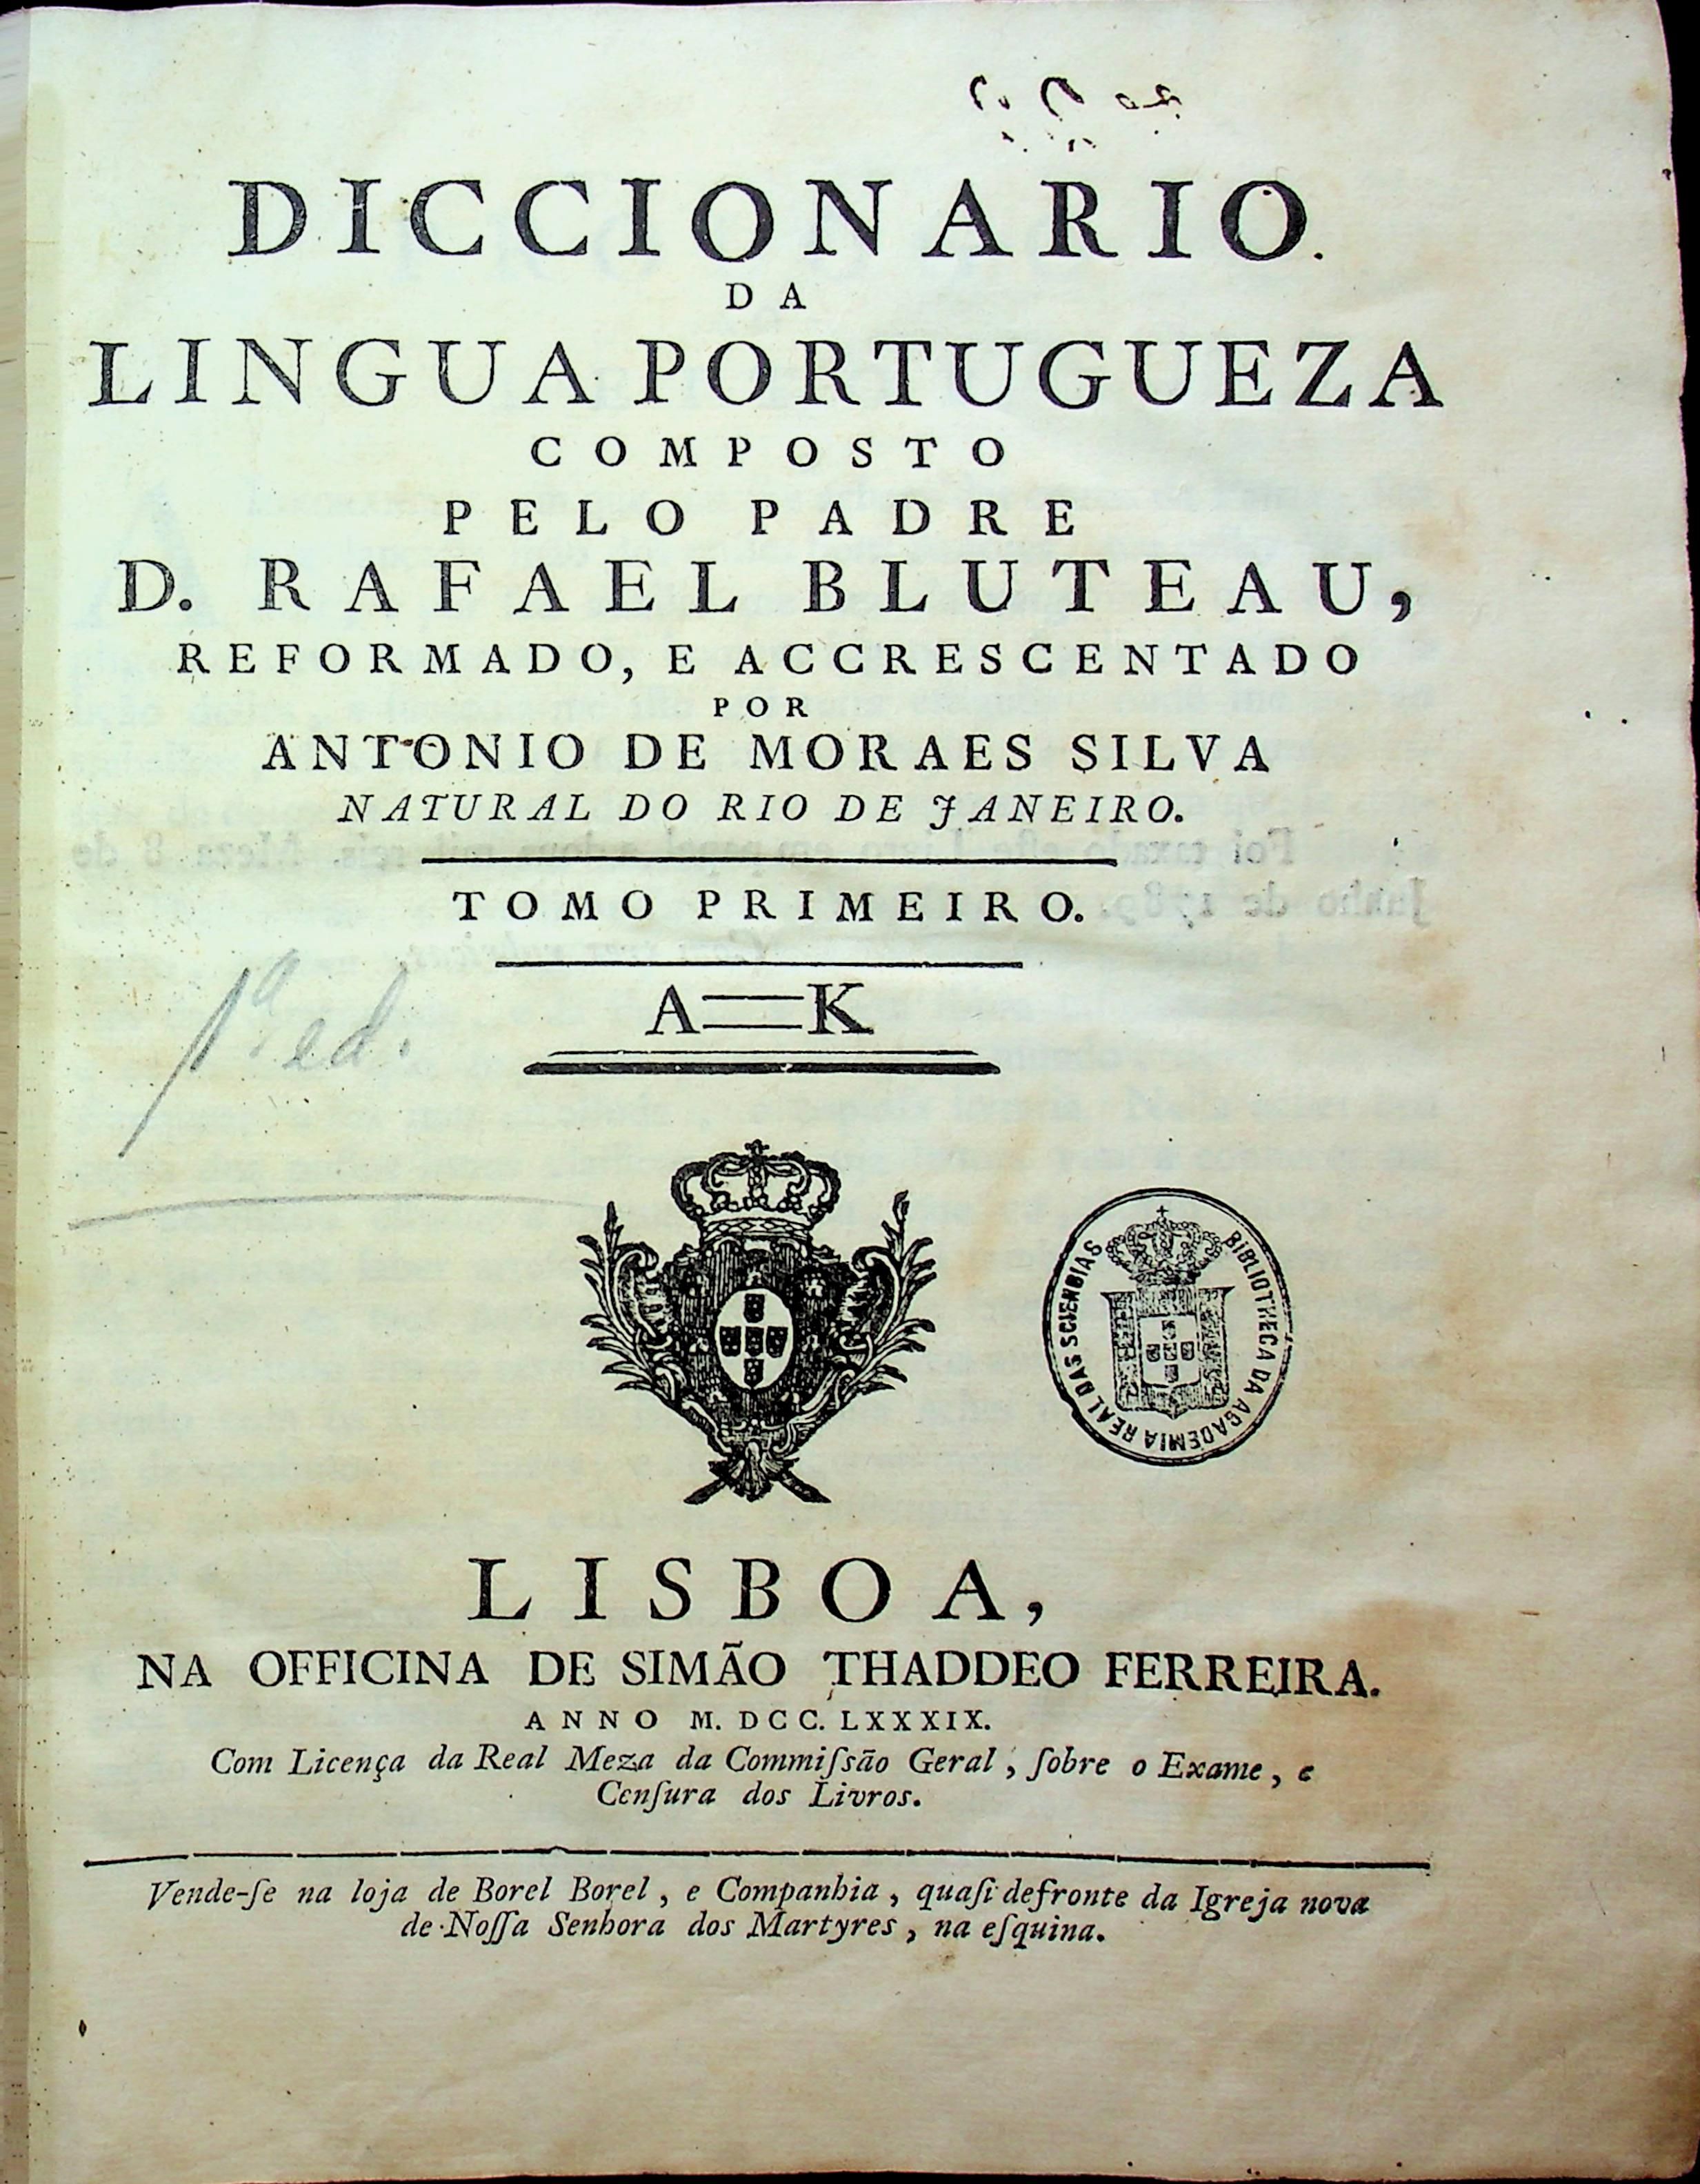 DICCIONARIO.
DA
LINGUA PORTUGUEZA
COMPOSTO
PELO PADRE
D. RAFAEL BLUTEAU,
REFORMADO, E ACCRESCENTADO
POR
ANTONIO DE MORAES SILVA
NATURAL DO RIO DE JANEIRO.
TOMO PRIMEIRO.
A=K
1ª ed.
BIBLIOTHECA DA ACADEMIA REAL DAS SCIENCIAS
LISBOA,
NA OFFICINA DE SIMÃO THADDEO FERREIRA.
ANNO M. DCC. LXXXIX.
Com Licença da Real Meza da Commiſsão Geral, ſobre o Exame, e
Cenſura dos Livros.
Vende-ſe na loja de Borel Borel, e Companhia, quaſi defronte da Igreja nova
de Noſſa Senhora dos Martyres, na eſquina.